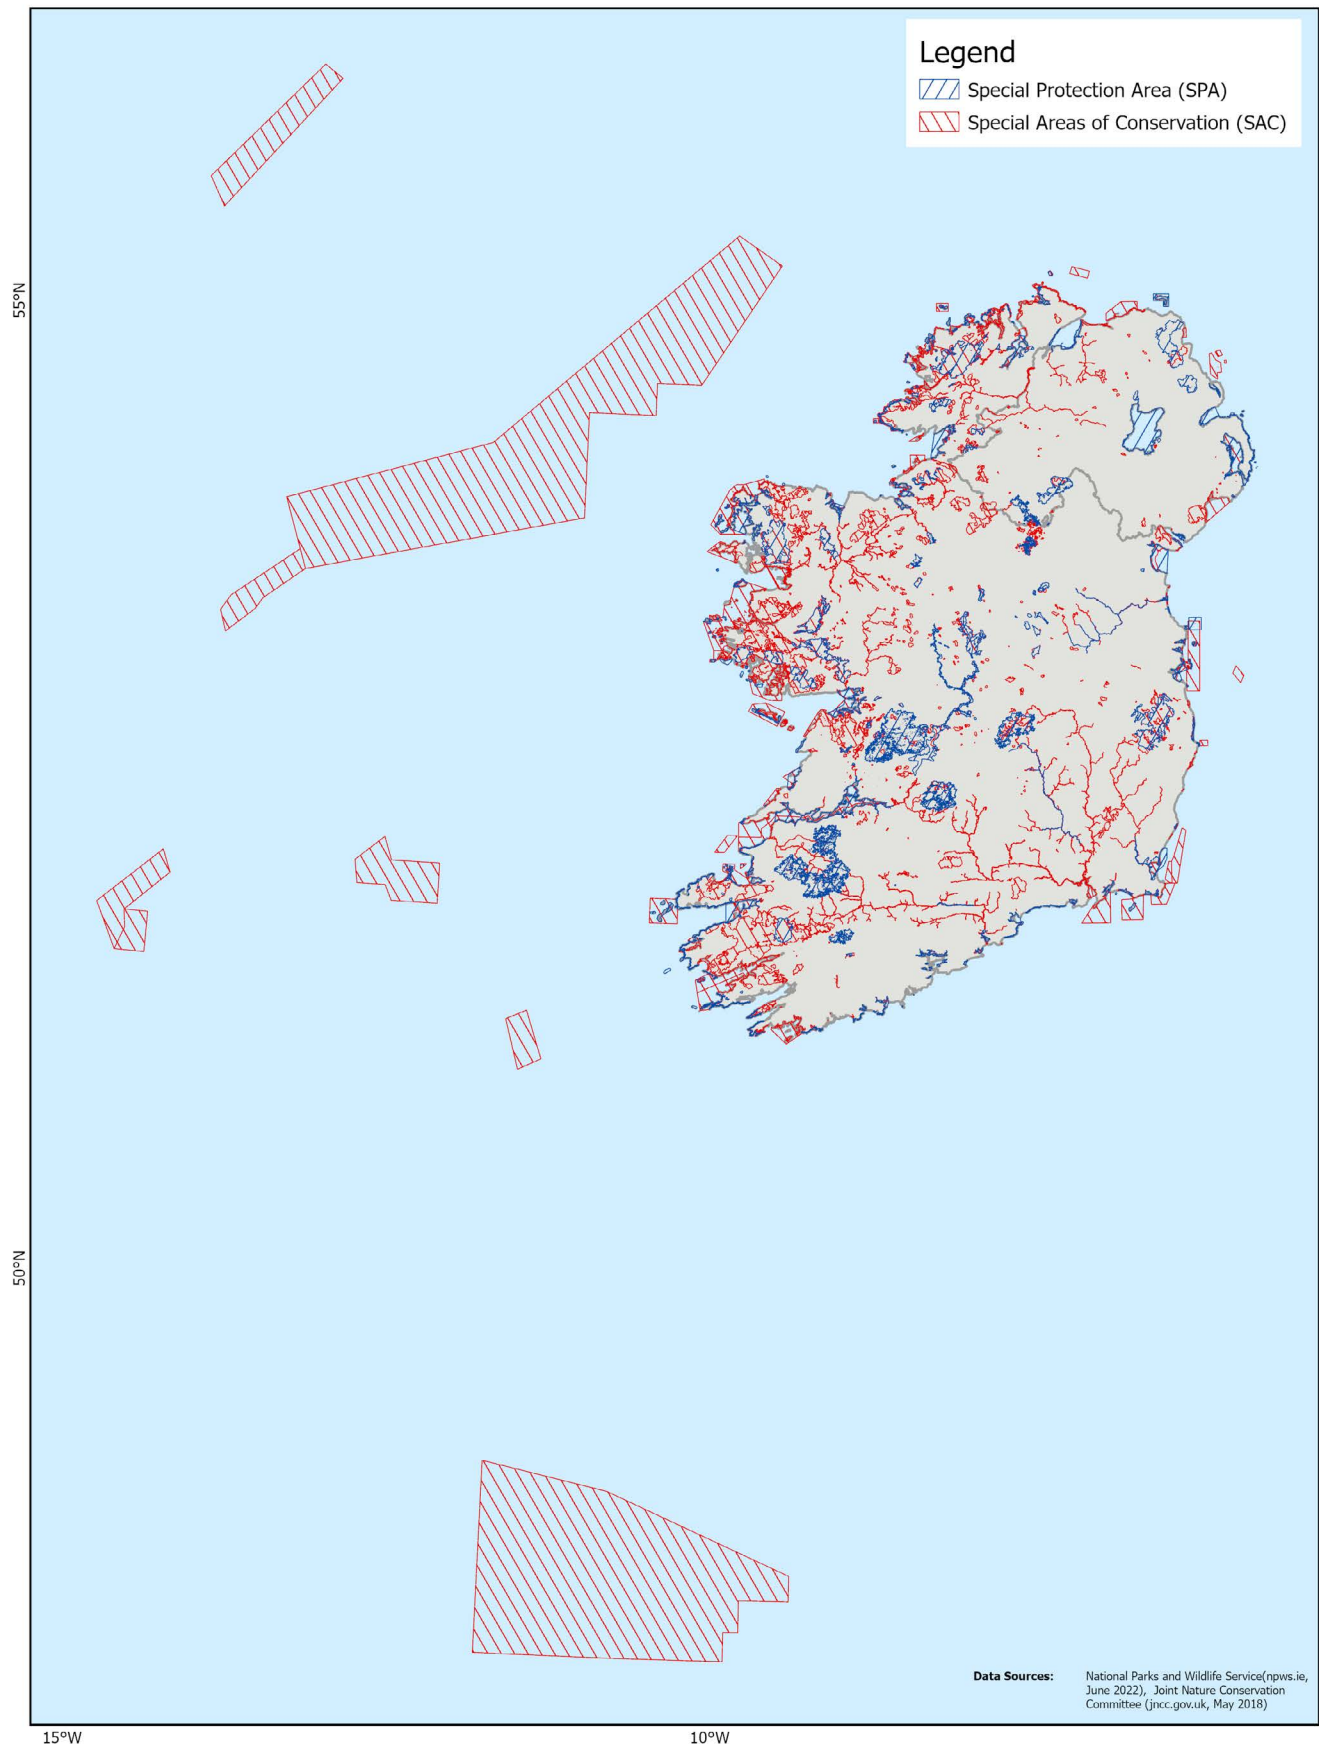 Legend
Special Protection Area (SPA)
Special Areas of Conservation (SAC)
55°N
50°N
Data Sources: National Parks and Wildlife Service(npws.ie,
June 2022), Joint Nature Conservation
Committee (jncc.gov.uk, May 2018)
15°W 10°W